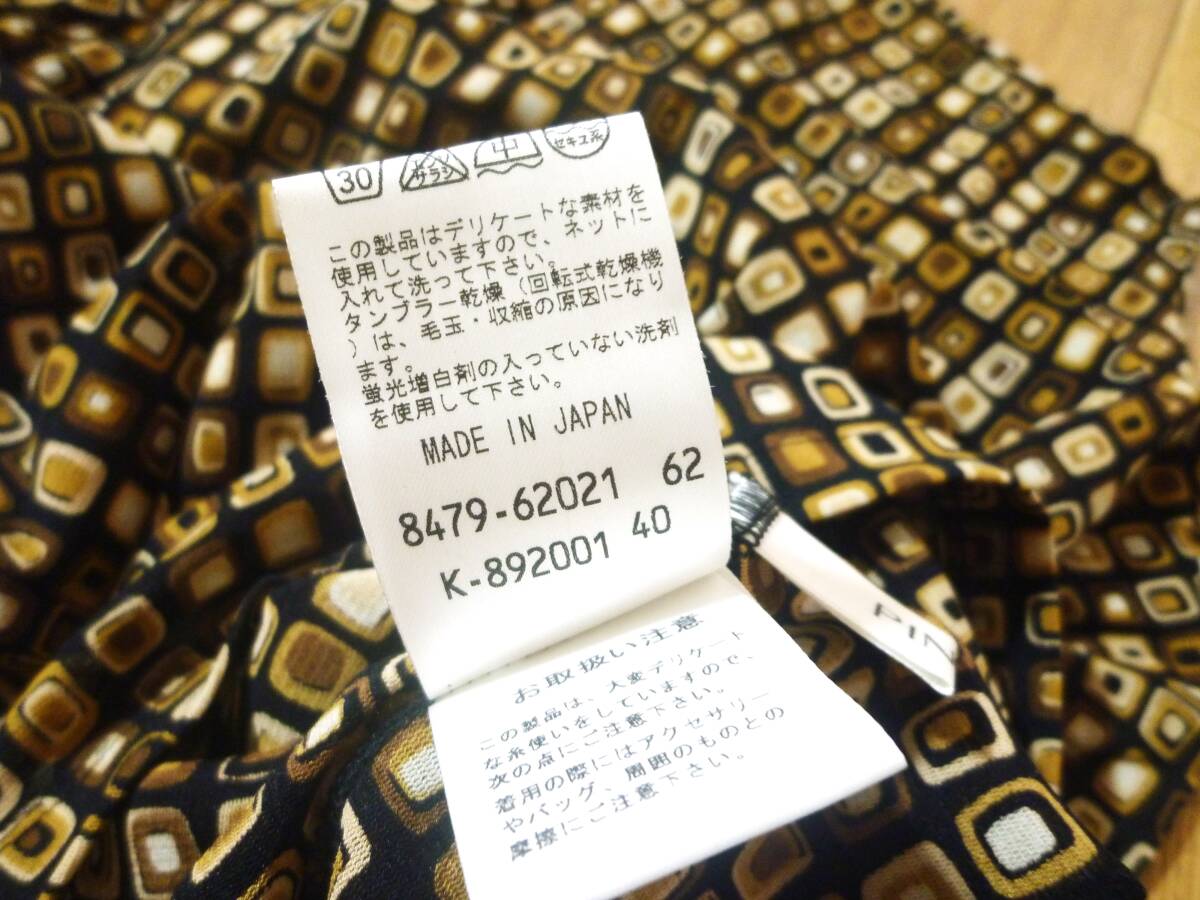 30 サラシ 中 セキユ系
この製品はデリケートな素材を
使用していますので、ネットに
入れて洗って下さい。
タンブラー乾燥（回転式乾燥機
）は、毛玉・収縮の原因になり
ます。
蛍光増白剤の入っていない洗剤
を使用して下さい。
MADE IN JAPAN
8479-62021 62
K-892001 40
お取扱い注意
この製品は、大変デリケート
な糸使いをしていますので、
次の点にご注意下さい。
着用の際にはアクセサリー
やバッグ、周囲のものとの
摩擦にご注意下さい。